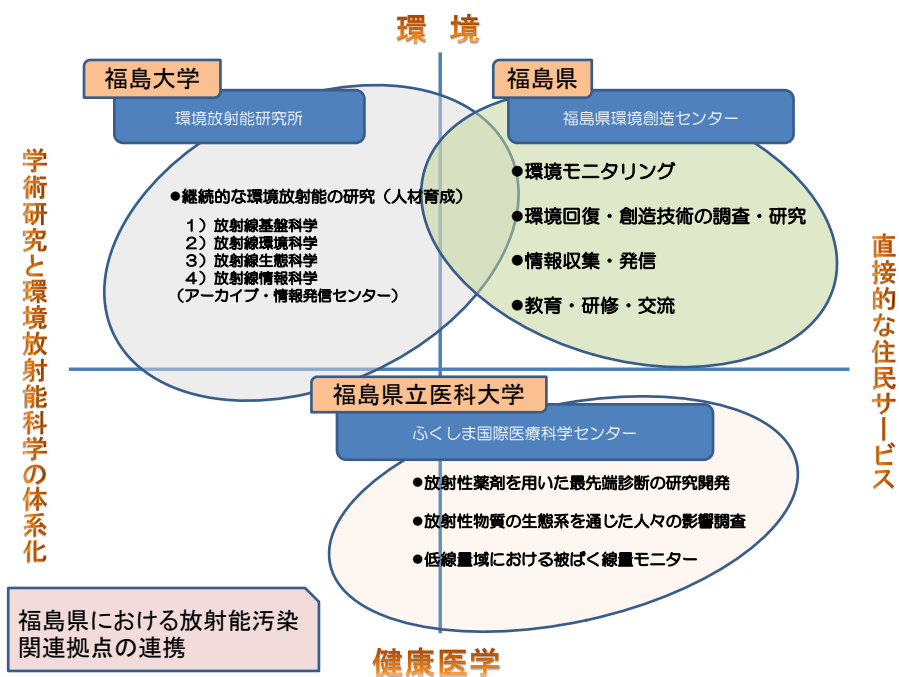 環 境
福島大学
環境放射能研究所
福島県
福島県環境創造センター
学術研究と環境放射能科学の体系化
●継続的な環境放射能の研究（人材育成）
１）放射線基盤科学
２）放射線環境科学
３）放射線生態科学
４）放射線情報科学
（アーカイブ・情報発信センター）
●環境モニタリング
●環境回復・創造技術の調査・研究
●情報収集・発信
●教育・研修・交流
直接的な住民サービス
福島県立医科大学
ふくしま国際医療科学センター
●放射性薬剤を用いた最先端診断の研究開発
●放射性物質の生態系を通じた人々の影響調査
●低線量域における被ばく線量モニター
福島県における放射能汚染
関連拠点の連携
健康医学